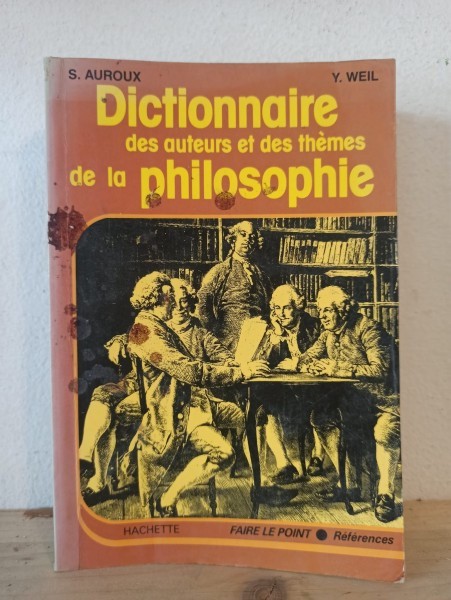 S. AUROUX Y. WEIL
Dictionnaire
des auteurs et des thèmes
de la philosophie
HACHETTE FAIRE LE POINT ● Références